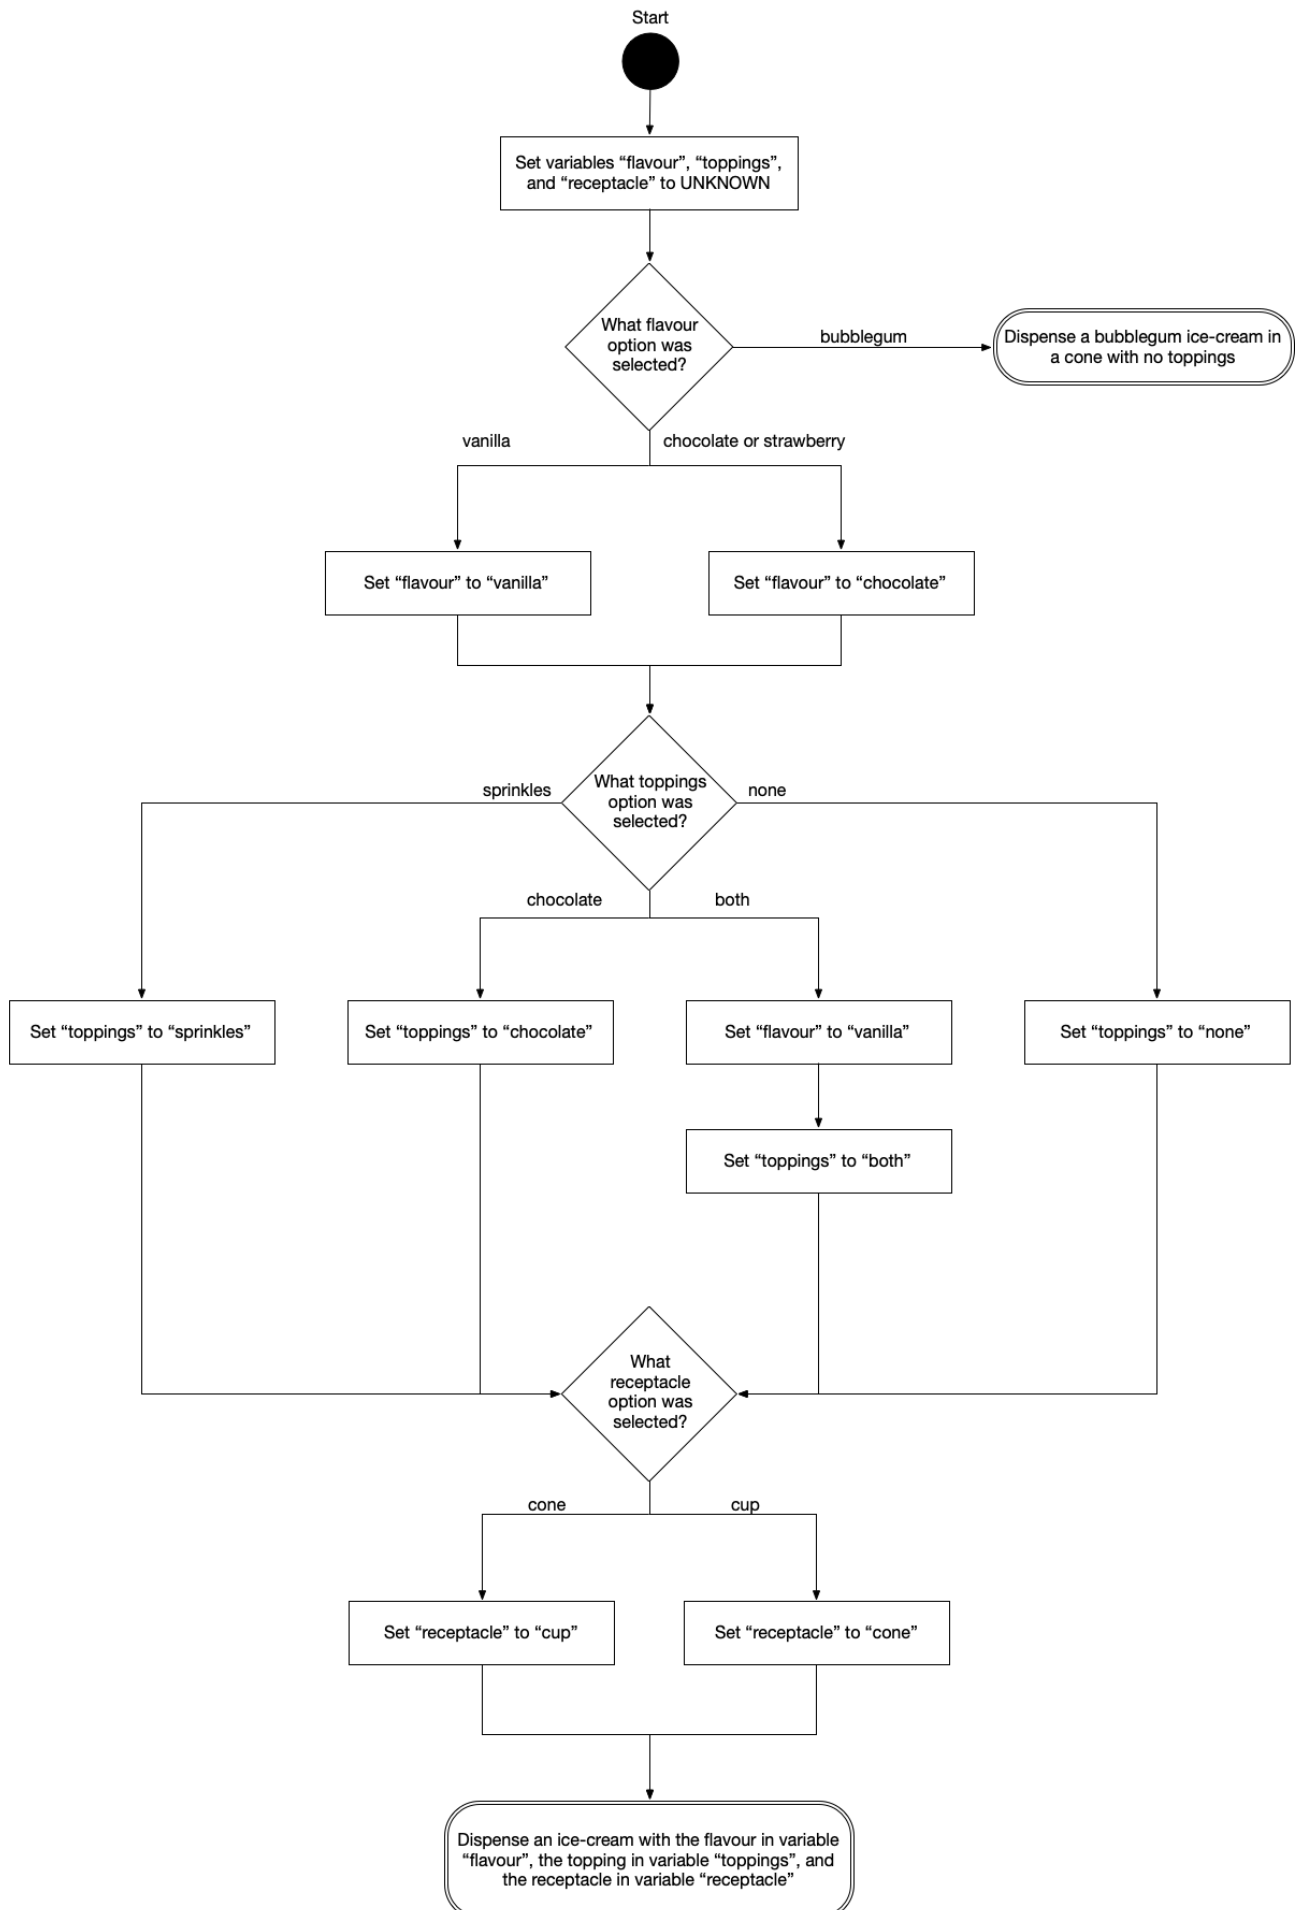 Start
Set variables “flavour”, “toppings”,
and “receptacle” to UNKNOWN
What flavour
option was
selected?
bubblegum
Dispense a bubblegum ice-cream in
a cone with no toppings
vanilla
chocolate or strawberry
Set “flavour” to “vanilla”
Set “flavour” to “chocolate”
What toppings
option was
selected?
sprinkles
none
chocolate
both
Set “toppings” to “sprinkles”
Set “toppings” to “chocolate”
Set “flavour” to “vanilla”
Set “toppings” to “none”
Set “toppings” to “both”
What
receptacle
option was
selected?
cone
cup
Set “receptacle” to “cup”
Set “receptacle” to “cone”
Dispense an ice-cream with the flavour in variable
“flavour”, the topping in variable “toppings”, and
the receptacle in variable “receptacle”